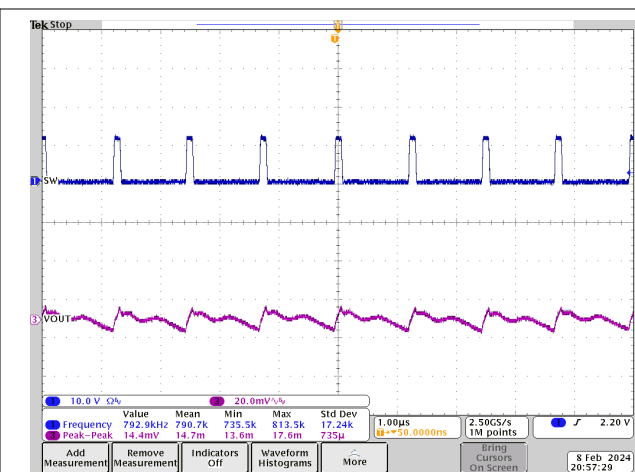 Tek Stop
T
T
1 SW
3 VOUT
1 10.0 V Ω
3 20.0mV
Value Mean Min Max Std Dev
1 Frequency 792.9kHz 790.7k 735.5k 813.5k 17.24k
3 Peak-Peak 14.4mV 14.7m 13.6m 17.6m 735µ
1.00µs
T→▼50.0000ns
2.50GS/s
1M points
1 ∫ 2.20 V
Add Measurement
Remove Measurement
Indicators Off
Waveform Histograms
More
Bring Cursors On Screen
8 Feb 2024
20:57:29